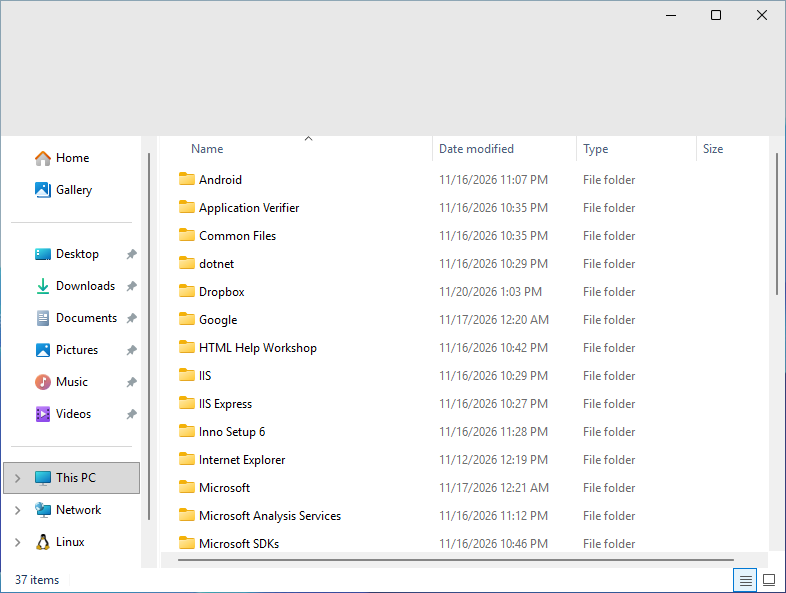 Name Date modified Type Size
Home
Gallery
Desktop
Downloads
Documents
Pictures
Music
Videos
This PC
Network
Linux
Android 11/16/2026 11:07 PM File folder
Application Verifier 11/16/2026 10:35 PM File folder
Common Files 11/16/2026 10:35 PM File folder
dotnet 11/16/2026 10:29 PM File folder
Dropbox 11/20/2026 1:03 PM File folder
Google 11/17/2026 12:20 AM File folder
HTML Help Workshop 11/16/2026 10:42 PM File folder
IIS 11/16/2026 10:29 PM File folder
IIS Express 11/16/2026 10:27 PM File folder
Inno Setup 6 11/16/2026 11:28 PM File folder
Internet Explorer 11/12/2026 12:19 PM File folder
Microsoft 11/17/2026 12:21 AM File folder
Microsoft Analysis Services 11/16/2026 11:12 PM File folder
Microsoft SDKs 11/16/2026 10:46 PM File folder
37 items